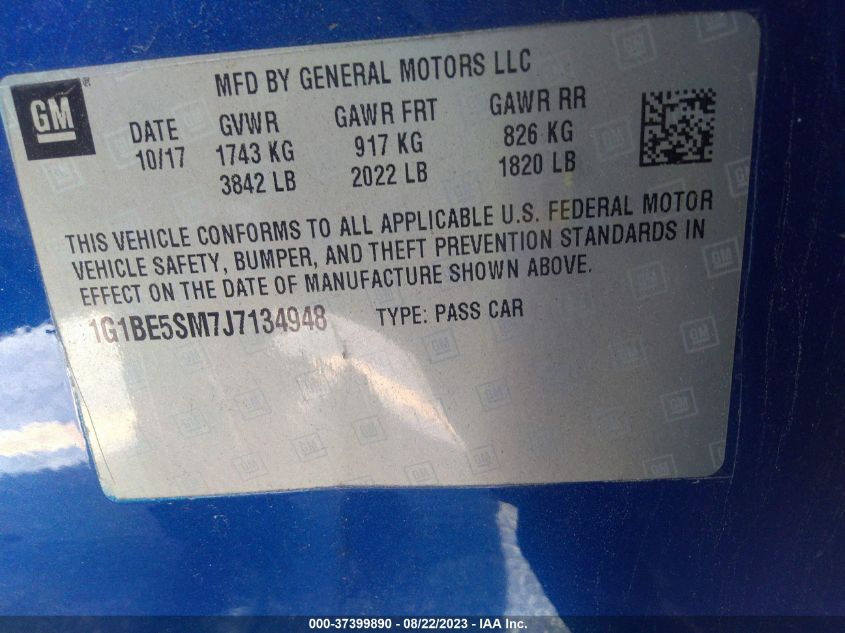 GM
MFD BY GENERAL MOTORS LLC
DATE GVWR GAWR FRT GAWR RR
10/17 1743 KG 917 KG 826 KG
3842 LB 2022 LB 1820 LB
THIS VEHICLE CONFORMS TO ALL APPLICABLE U.S. FEDERAL MOTOR
VEHICLE SAFETY, BUMPER, AND THEFT PREVENTION STANDARDS IN
EFFECT ON THE DATE OF MANUFACTURE SHOWN ABOVE.
1G1BE5SM7J7134948 TYPE: PASS CAR
000-37399890 - 08/22/2023 - IAA Inc.